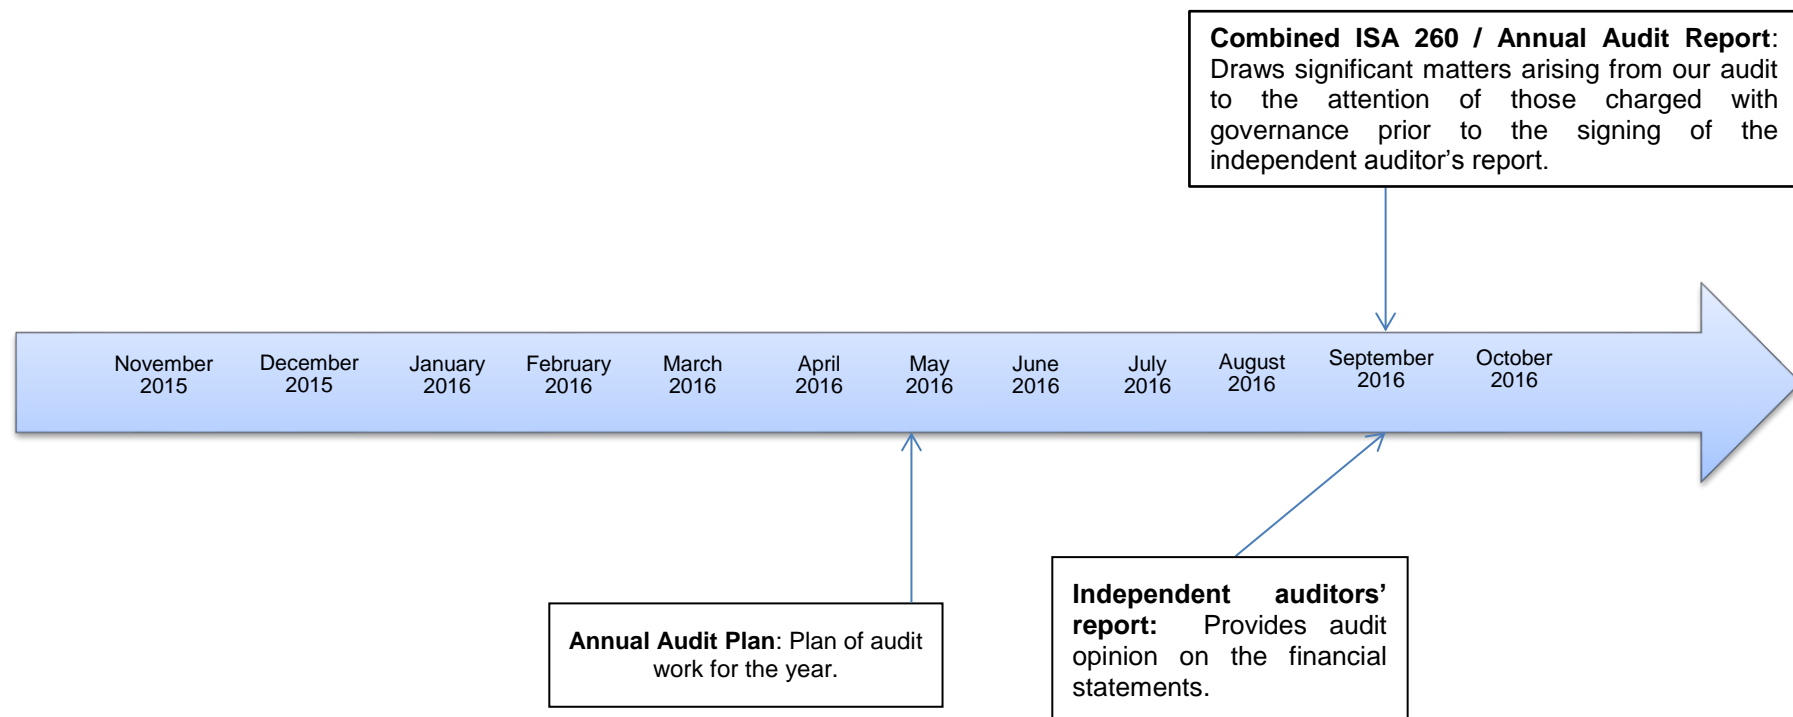 Combined ISA 260 / Annual Audit Report:
Draws significant matters arising from our audit
to the attention of those charged with
governance prior to the signing of the
independent auditor’s report.
November
2015
December
2015
January
2016
February
2016
March
2016
April
2016
May
2016
June
2016
July
2016
August
2016
September
2016
October
2016
Annual Audit Plan: Plan of audit
work for the year.
Independent auditors’
report: Provides audit
opinion on the financial
statements.